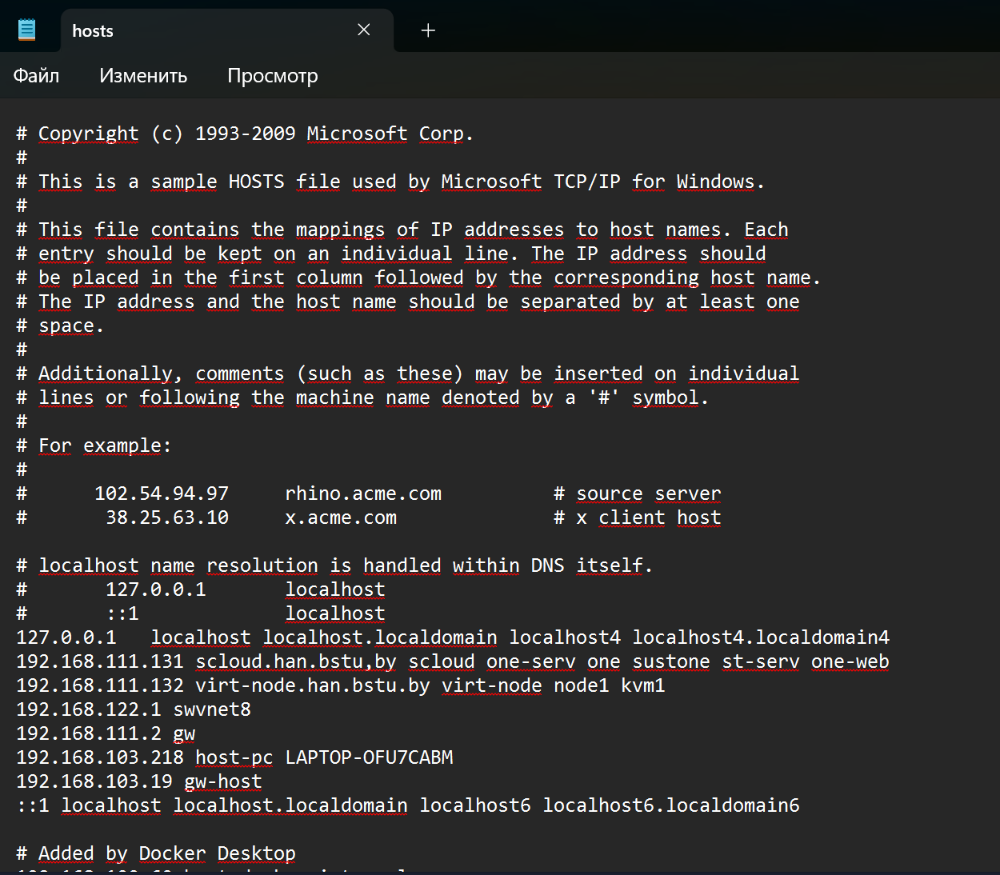 hosts
Файл Изменить Просмотр
# Copyright (c) 1993-2009 Microsoft Corp.
#
# This is a sample HOSTS file used by Microsoft TCP/IP for Windows.
#
# This file contains the mappings of IP addresses to host names. Each
# entry should be kept on an individual line. The IP address should
# be placed in the first column followed by the corresponding host name.
# The IP address and the host name should be separated by at least one
# space.
#
# Additionally, comments (such as these) may be inserted on individual
# lines or following the machine name denoted by a '#' symbol.
#
# For example:
#
#      102.54.94.97     rhino.acme.com          # source server
#       38.25.63.10     x.acme.com              # x client host
# localhost name resolution is handled within DNS itself.
#       127.0.0.1       localhost
#       ::1             localhost
127.0.0.1   localhost localhost.localdomain localhost4 localhost4.localdomain4
192.168.111.131 scloud.han.bstu,by scloud one-serv one sustone st-serv one-web
192.168.111.132 virt-node.han.bstu.by virt-node node1 kvm1
192.168.122.1 swvnet8
192.168.111.2 gw
192.168.103.218 host-pc LAPTOP-OFU7CABM
192.168.103.19 gw-host
::1 localhost localhost.localdomain localhost6 localhost6.localdomain6
# Added by Docker Desktop